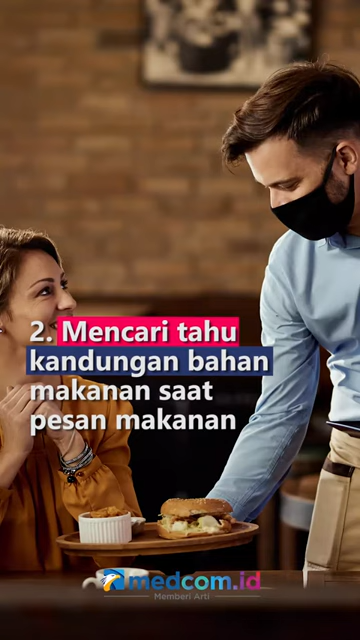 2. Mencari tahu
kandungan bahan
makanan saat
pesan makanan
medcom.id
Memberi Arti